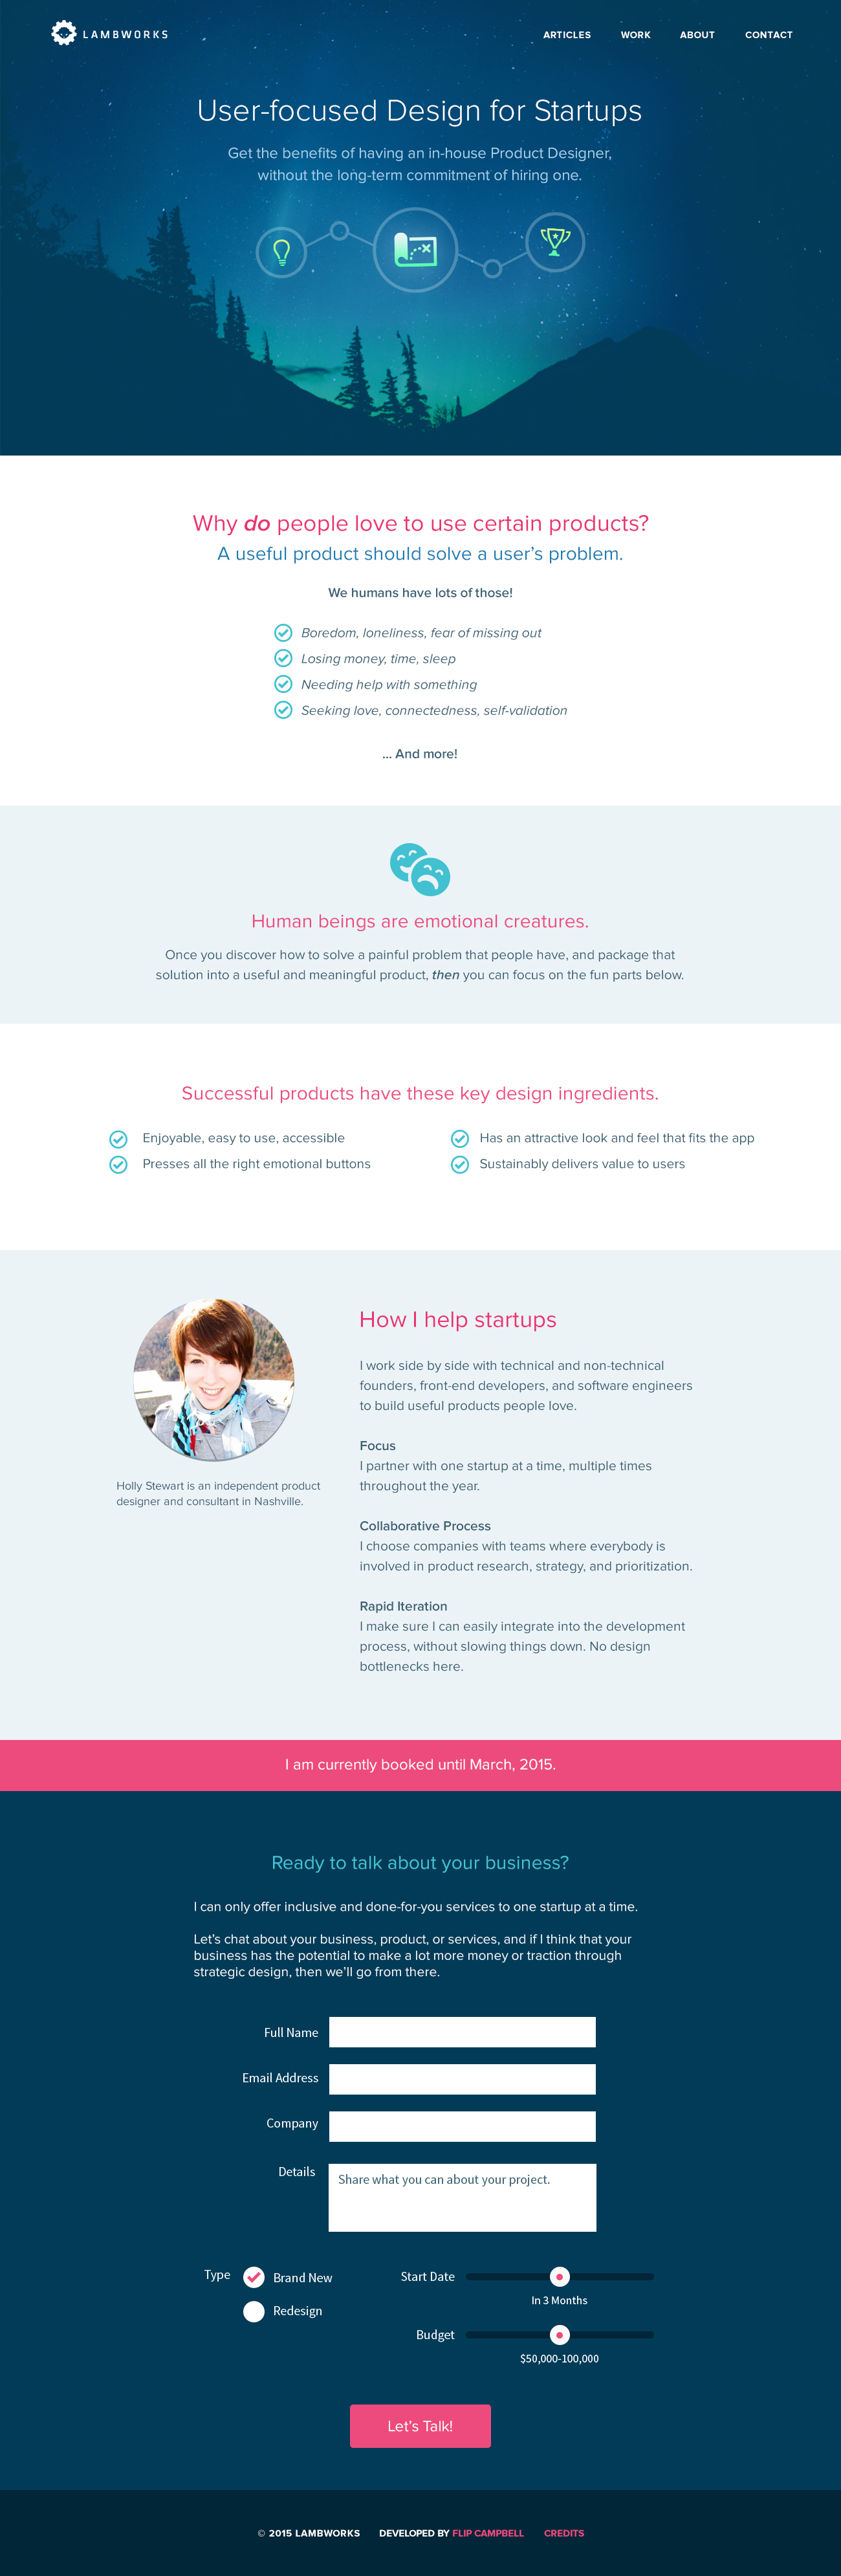 LAMBWORKS
ARTICLES WORK ABOUT CONTACT
User-focused Design for Startups
Get the benefits of having an in-house Product Designer,
without the long-term commitment of hiring one.
Why do people love to use certain products?
A useful product should solve a user’s problem.
We humans have lots of those!
Boredom, loneliness, fear of missing out
Losing money, time, sleep
Needing help with something
Seeking love, connectedness, self-validation
... And more!
Human beings are emotional creatures.
Once you discover how to solve a painful problem that people have, and package that
solution into a useful and meaningful product, then you can focus on the fun parts below.
Successful products have these key design ingredients.
Enjoyable, easy to use, accessible
Presses all the right emotional buttons
Has an attractive look and feel that fits the app
Sustainably delivers value to users
Holly Stewart is an independent product
designer and consultant in Nashville.
How I help startups
I work side by side with technical and non-technical
founders, front-end developers, and software engineers
to build useful products people love.
Focus
I partner with one startup at a time, multiple times
throughout the year.
Collaborative Process
I choose companies with teams where everybody is
involved in product research, strategy, and prioritization.
Rapid Iteration
I make sure I can easily integrate into the development
process, without slowing things down. No design
bottlenecks here.
I am currently booked until March, 2015.
Ready to talk about your business?
I can only offer inclusive and done-for-you services to one startup at a time.
Let’s chat about your business, product, or services, and if I think that your
business has the potential to make a lot more money or traction through
strategic design, then we’ll go from there.
Full Name
Email Address
Company
Details
Share what you can about your project.
Type
Brand New
Redesign
Start Date
In 3 Months
Budget
$50,000-100,000
Let’s Talk!
© 2015 LAMBWORKS DEVELOPED BY FLIP CAMPBELL CREDITS